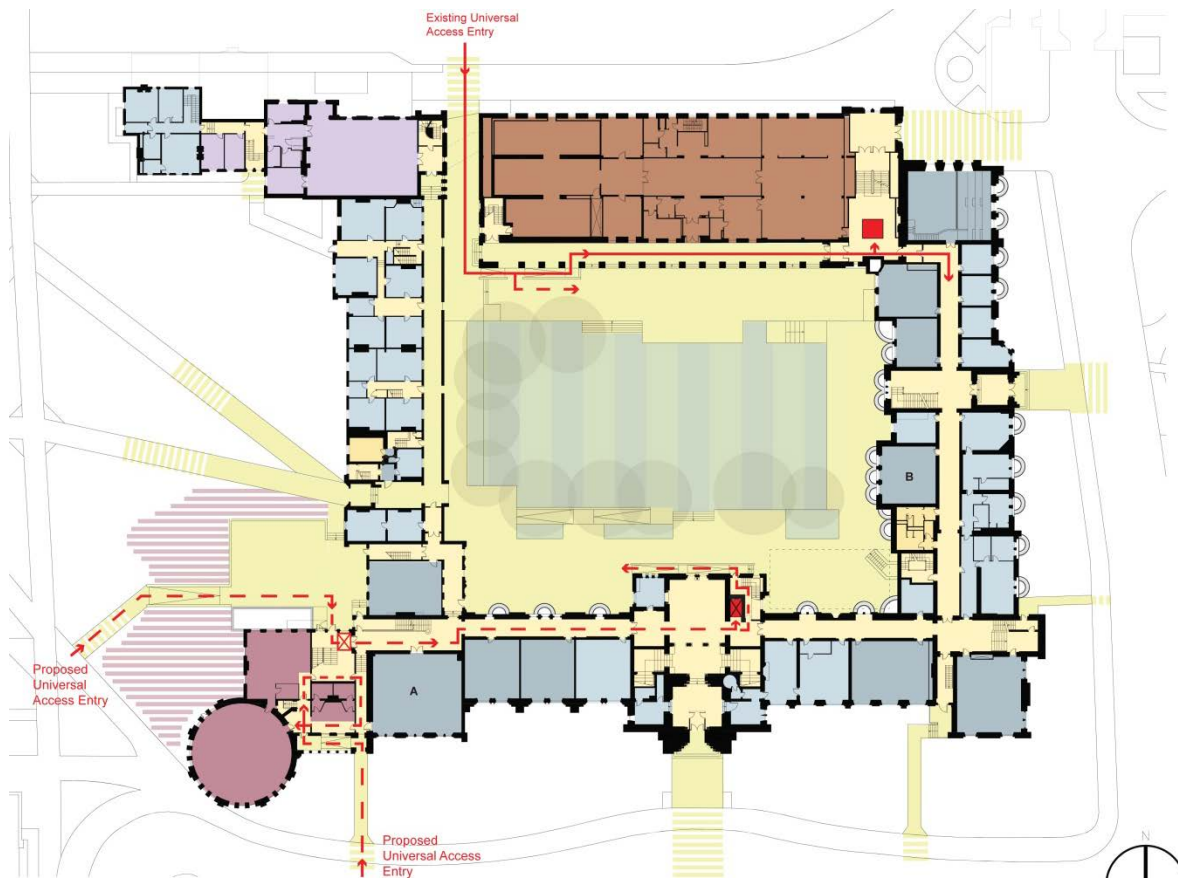 Existing Universal
Access Entry
B
Proposed
Universal
Access Entry
A
Proposed
Universal Access
Entry
N